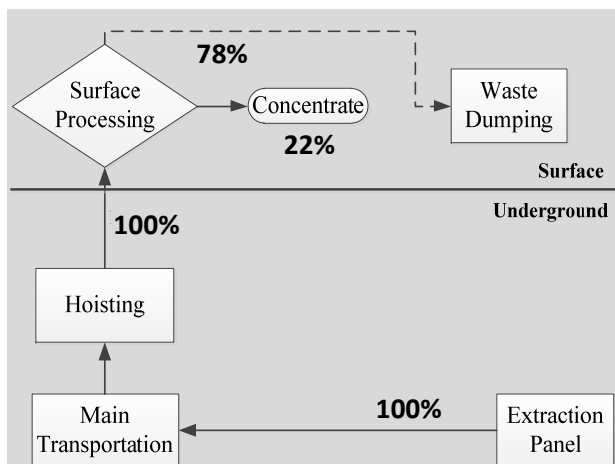 78%
Surface
Processing
Concentrate
22%
Waste
Dumping
Surface
Underground
100%
Hoisting
Main
Transportation
100%
Extraction
Panel